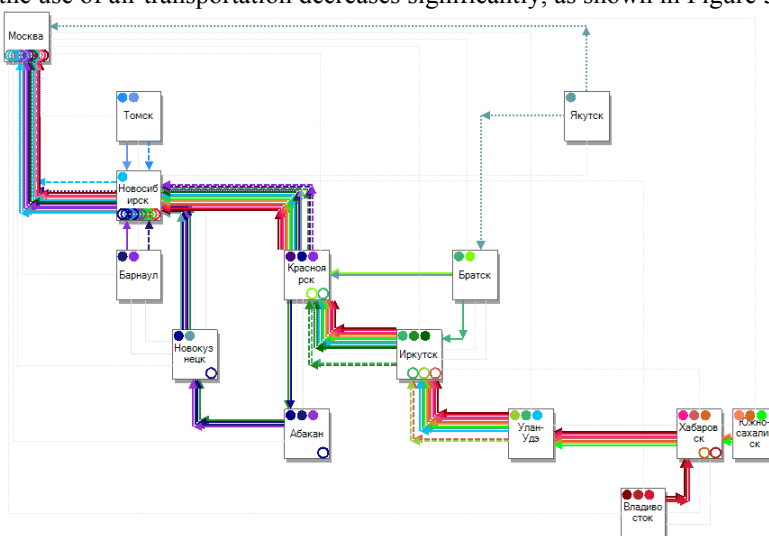 the use of air transportation decreases significantly, as shown in Figure 3
Москва
Томск
Якутск
Новосиб
ирск
Барнаул
Красноя
рск
Братск
Новокуз
нецк
Иркутск
Абакан
Улан-
Удэ
Хабаров
ск
Южно-
сахали
ск
Владиво
сток